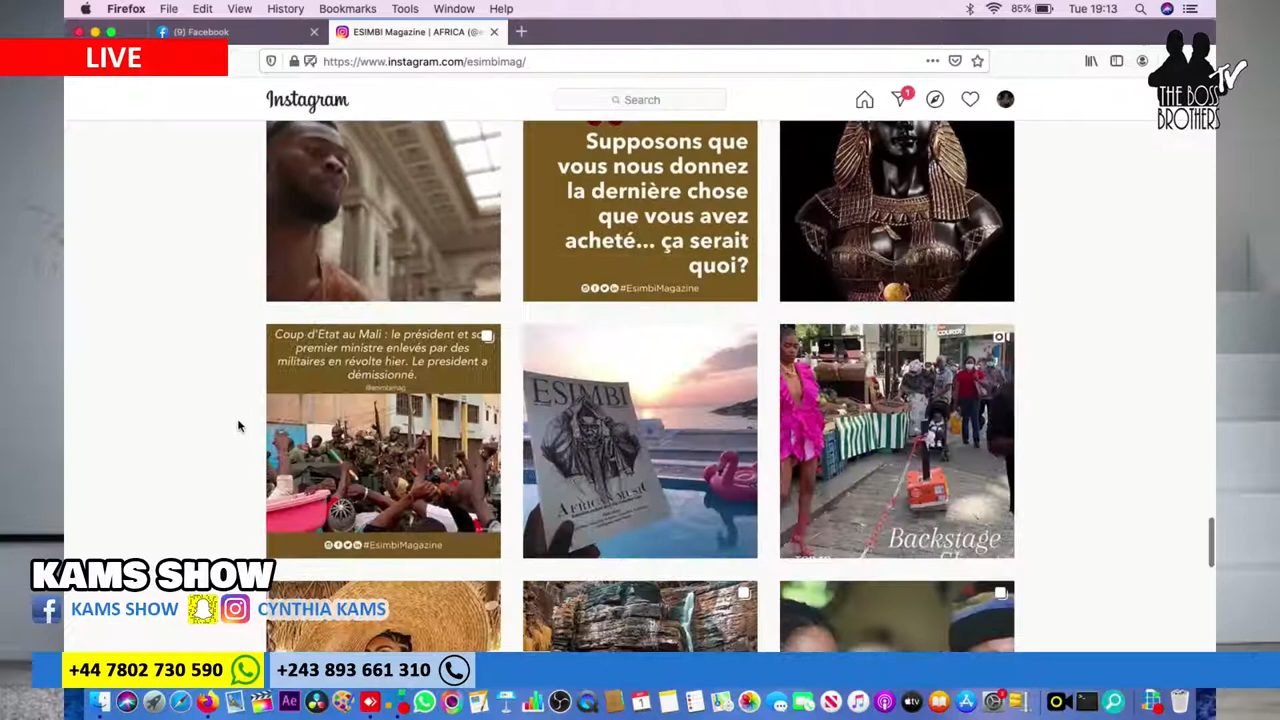 Firefox File Edit View History Bookmarks Tools Window Help 85% Tue 19:13
(9) Facebook
ESIMBI Magazine | AFRICA (@e
LIVE
https://www.instagram.com/esimbimag/
TV
THE BOSS
BROTHERS
Instagram
Search
1
Supposons que
vous nous donnez
la dernière chose
que vous avez
acheté... ça serait
quoi?
#EsimbiMagazine
Coup d'Etat au Mali : le président et so
premier ministre enlevés par des
militaires en révolte hier. Le president a
démissionné.
@esimbimag
#EsimbiMagazine
ESIMBI
AFRICAN MUSIC
Backstage
KAMS SHOW
KAMS SHOW
CYNTHIA KAMS
+44 7802 730 590
+243 893 661 310